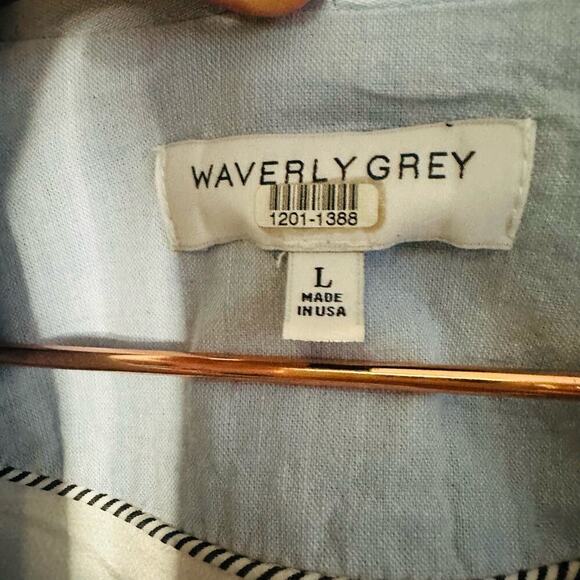 WAVERLY GREY
1201-1388
L
MADE
IN USA